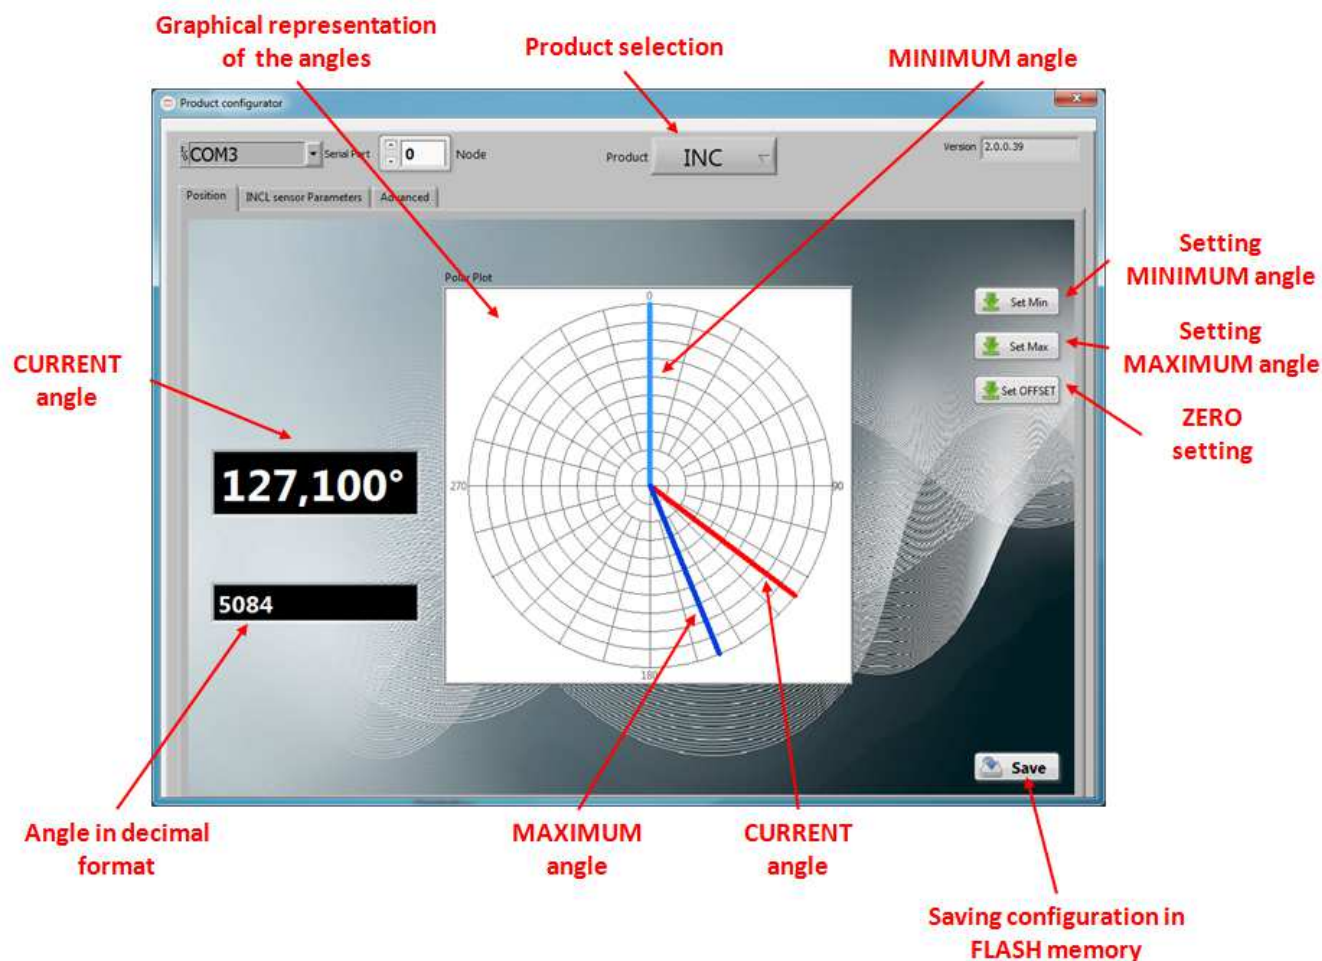 Graphical representation
of the angles
Product selection
MINIMUM angle
Product configurator
COM3
Serial Port
0
Node
Product
INC
Version
2.0.0.39
Position
INCL sensor Parameters
Advanced
Polar Plot
0
90
180
270
Set Min
Set Max
Set OFFSET
Setting
MINIMUM angle
Setting
MAXIMUM angle
ZERO
setting
CURRENT
angle
127,100°
5084
Save
Angle in decimal
format
MAXIMUM
angle
CURRENT
angle
Saving configuration in
FLASH memory